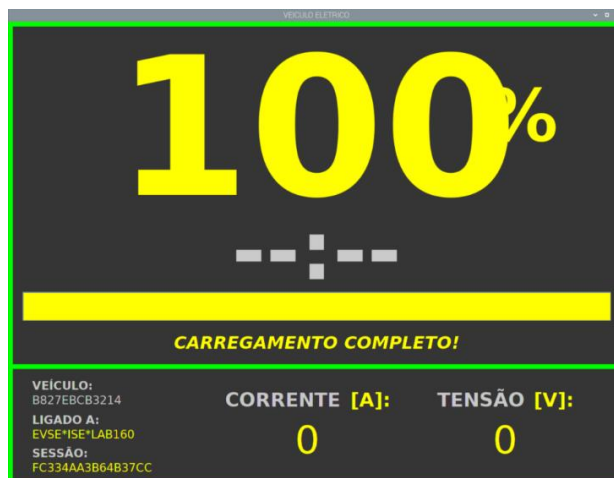 VEÍCULO ELÉTRICO
100%
--:--
CARREGAMENTO COMPLETO!
VEÍCULO:
B827EBCB3214
LIGADO A:
EVSE*ISE*LAB160
SESSÃO:
FC334AA3B64B37CC
CORRENTE [A]:
0
TENSÃO [V]:
0